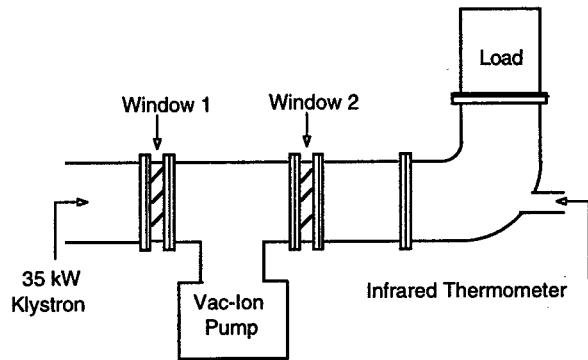 Load
Window 1
Window 2
35 kW
Klystron
Vac-Ion
Pump
Infrared Thermometer